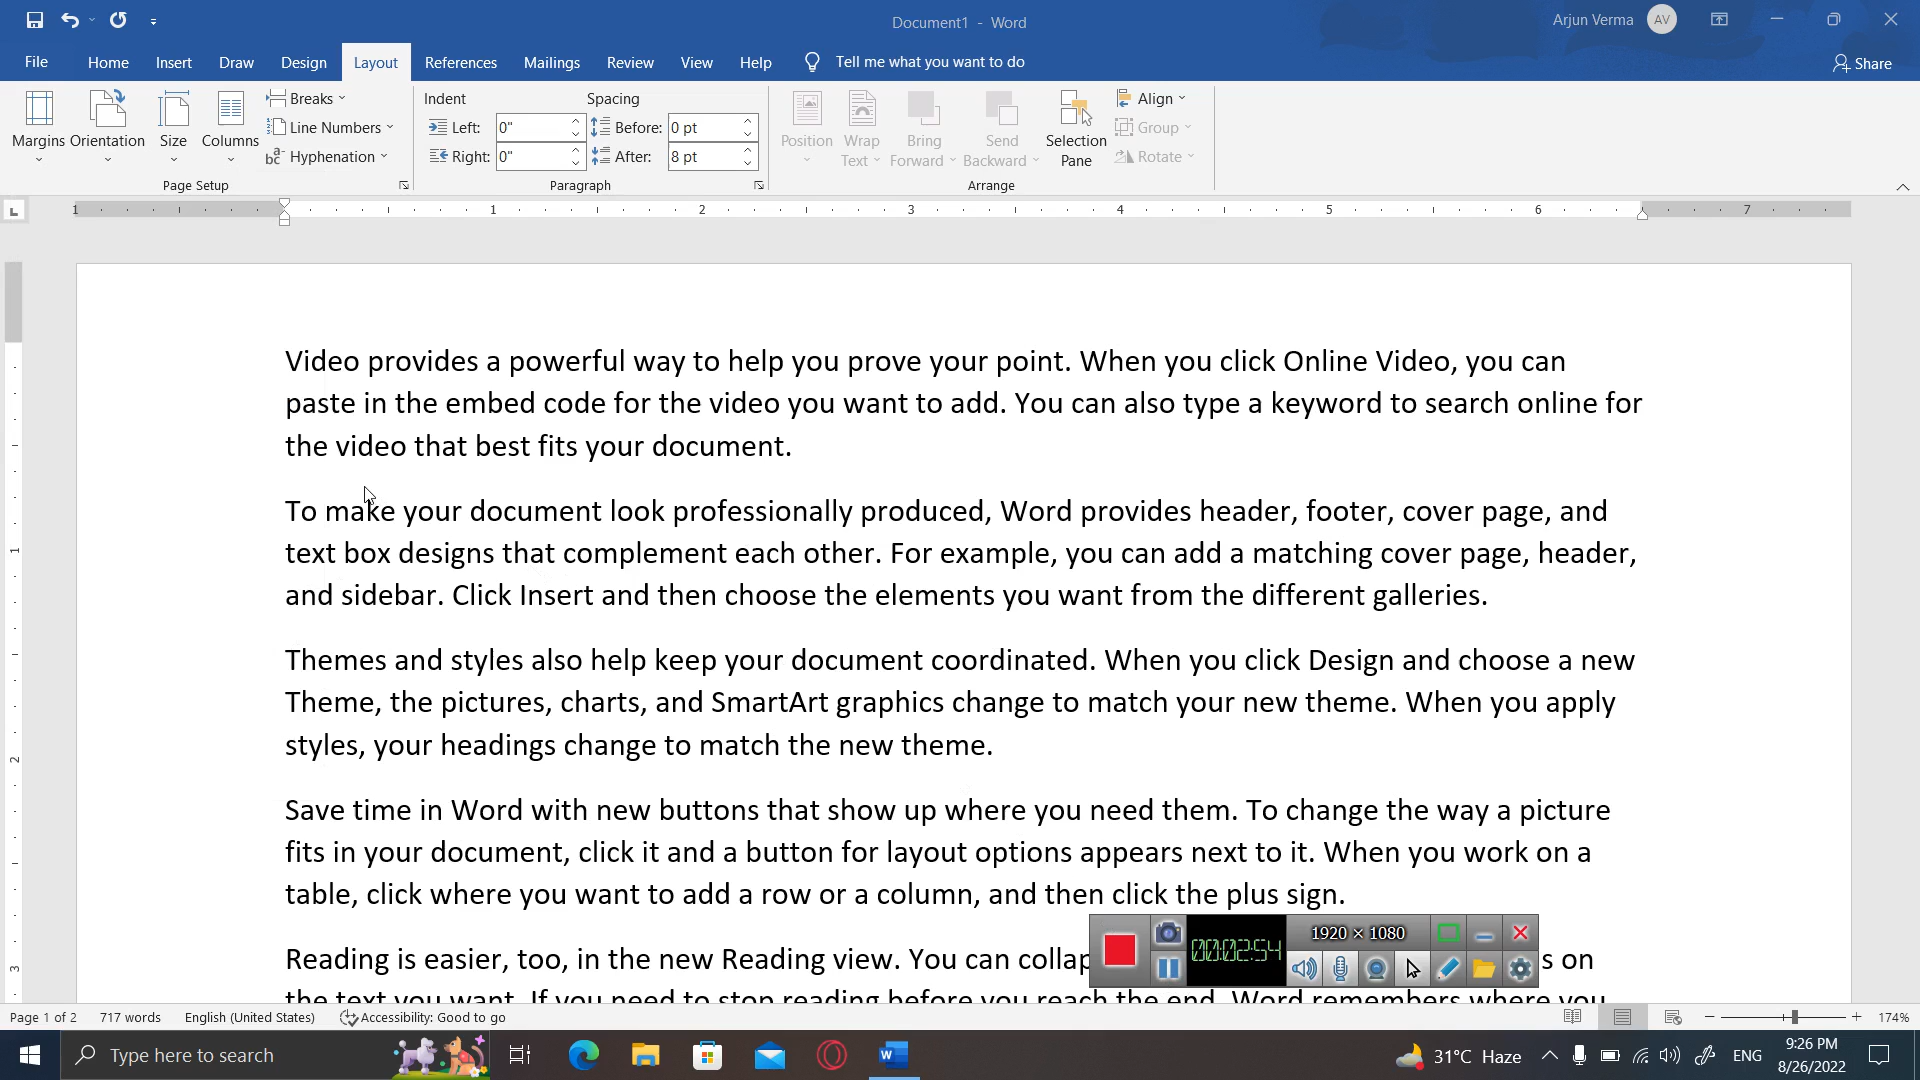 Document1 - Word
Arjun Verma AV
File Home Insert Draw Design Layout References Mailings Review View Help Tell me what you want to do Share
Margins Orientation Size Columns
Breaks
Line Numbers
Hyphenation
Page Setup
Indent Spacing
Left: 0" Before: 0 pt
Right: 0" After: 8 pt
Paragraph
Position
Wrap Text
Bring Forward
Send Backward
Selection Pane
Align
Group
Rotate
Arrange
L 1 1 2 3 4 5 6 7
Video provides a powerful way to help you prove your point. When you click Online Video, you can
paste in the embed code for the video you want to add. You can also type a keyword to search online for
the video that best fits your document.
To make your document look professionally produced, Word provides header, footer, cover page, and
text box designs that complement each other. For example, you can add a matching cover page, header,
and sidebar. Click Insert and then choose the elements you want from the different galleries.
Themes and styles also help keep your document coordinated. When you click Design and choose a new
Theme, the pictures, charts, and SmartArt graphics change to match your new theme. When you apply
styles, your headings change to match the new theme.
Save time in Word with new buttons that show up where you need them. To change the way a picture
fits in your document, click it and a button for layout options appears next to it. When you work on a
table, click where you want to add a row or a column, and then click the plus sign.
Reading is easier, too, in the new Reading view. You can collap s on
the text you want. If you need to stop reading before you reach the end, Word remembers where you
1
2
3
00:02:54 1920 × 1080
Page 1 of 2 717 words English (United States) Accessibility: Good to go 174%
Type here to search
31°C Haze ENG 9:26 PM
8/26/2022